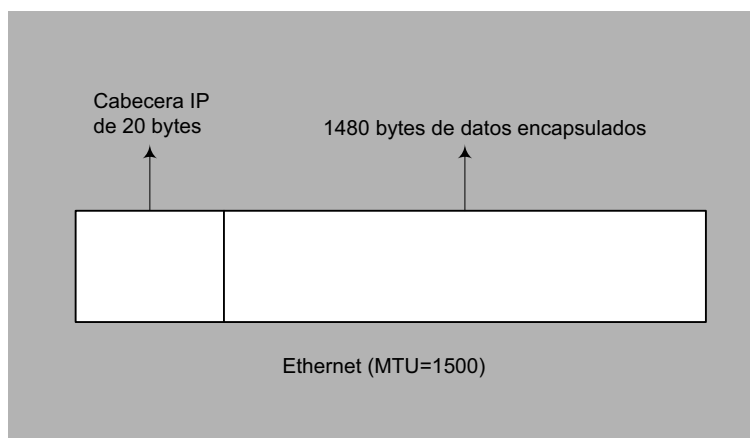 Cabecera IP
de 20 bytes
1480 bytes de datos encapsulados
Ethernet (MTU=1500)